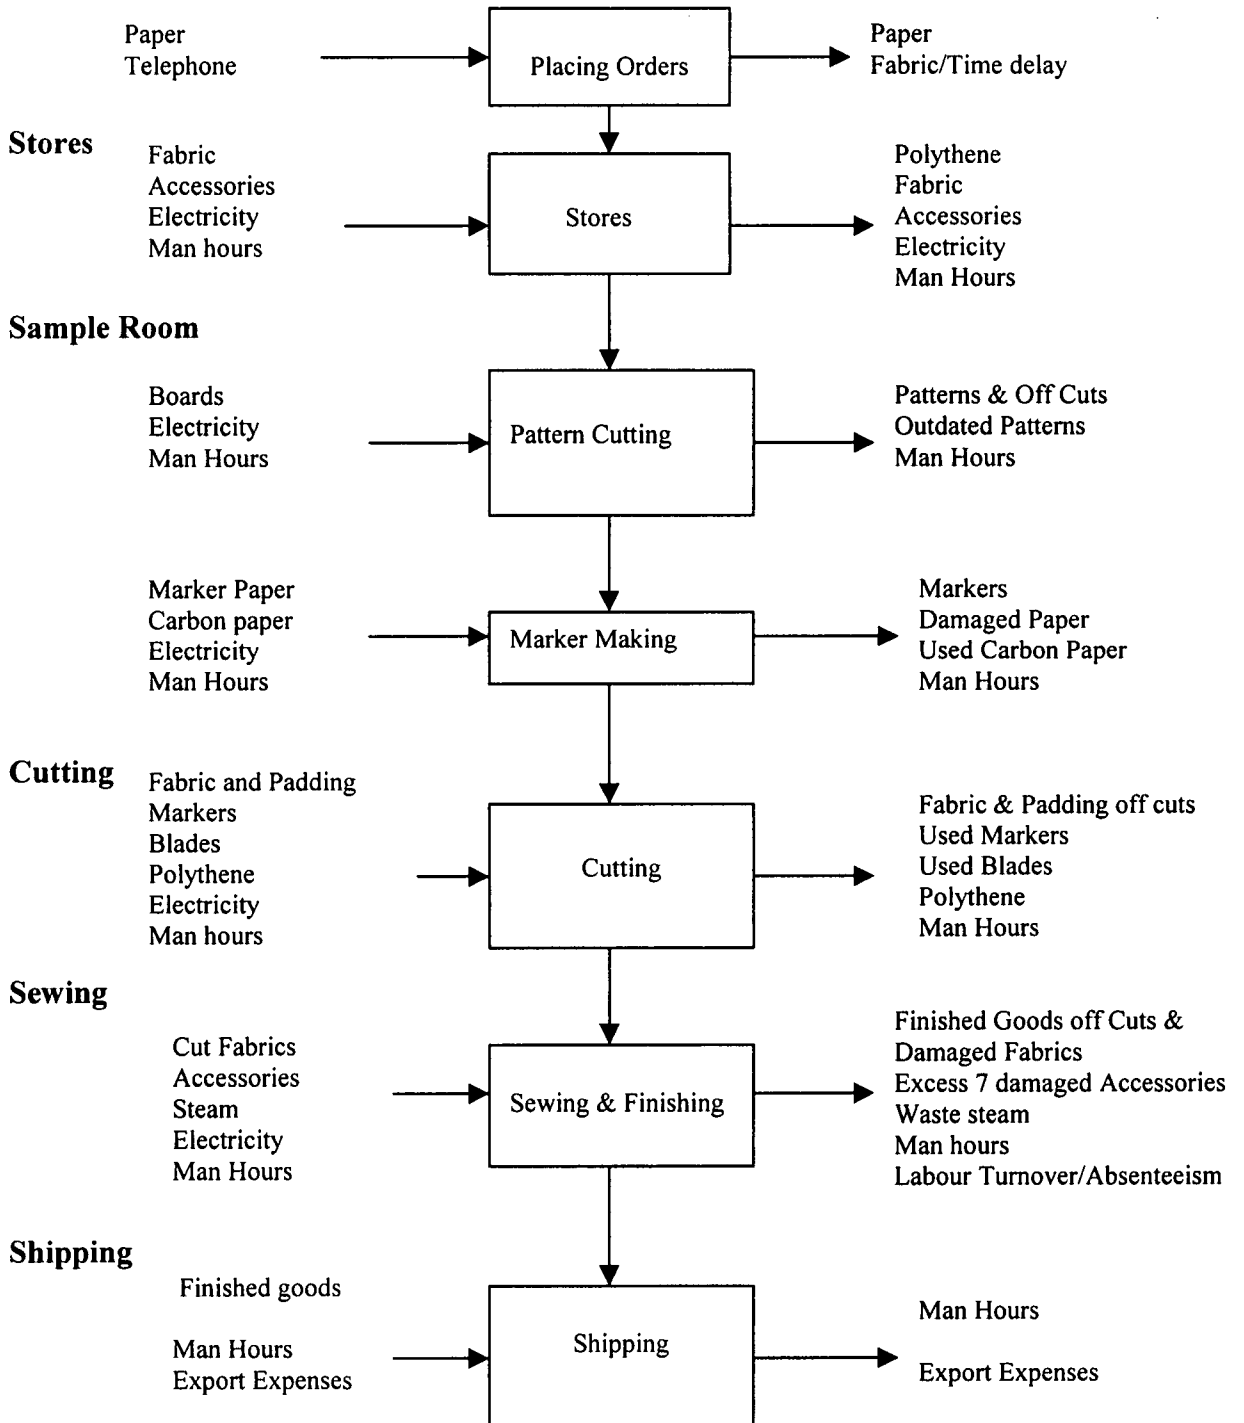 Paper
Telephone
Placing Orders
Paper
Fabric/Time delay
Stores
Fabric
Accessories
Electricity
Man hours
Stores
Polythene
Fabric
Accessories
Electricity
Man Hours
Sample Room
Boards
Electricity
Man Hours
Pattern Cutting
Patterns & Off Cuts
Outdated Patterns
Man Hours
Marker Paper
Carbon paper
Electricity
Man Hours
Marker Making
Markers
Damaged Paper
Used Carbon Paper
Man Hours
Cutting
Fabric and Padding
Markers
Blades
Polythene
Electricity
Man hours
Cutting
Fabric & Padding off cuts
Used Markers
Used Blades
Polythene
Man Hours
Sewing
Cut Fabrics
Accessories
Steam
Electricity
Man Hours
Sewing & Finishing
Finished Goods off Cuts &
Damaged Fabrics
Excess 7 damaged Accessories
Waste steam
Man hours
Labour Turnover/Absenteeism
Shipping
Finished goods
Man Hours
Export Expenses
Shipping
Man Hours
Export Expenses